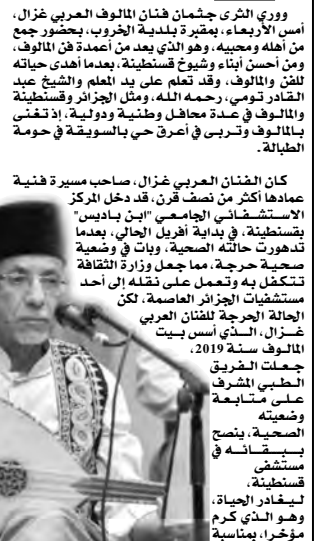 ووري الثرى جثمان فنان المالوف العربي غزال،
أمس الأربعاء، بمقبرة بلدية الخروب، بحضور جمع
من أهله ومحبيه، وهو الذي يعد من أعمدة فن المالوف،
ومن أحسن أبناء وشيوخ قسنطينة، بعدما أهدى حياته
للفن والمالوف، وقد تعلم على يد المعلم والشيخ عبد
القادر تومي، رحمه الله، ومثل الجزائر وقسنطينة
والمالوف في عدة محافل وطنية ودولية، إذ تغنى
بالمالوف وتربى في أعرق حي بالسويقة في حومة
الطبالة.
كان الفنان العربي غزال، صاحب مسيرة فنية
عمادها أكثر من نصف قرن، قد دخل المركز
الاستشفائي الجامعي "ابن باديس"
بقسنطينة، في بداية أفريل الحالي، بعدما
تدهورت حالته الصحية، وبات في وضعية
صحية حرجة، مما جعل وزارة الثقافة
تتكفل به وتعمل على نقله إلى أحد
مستشفيات الجزائر العاصمة، لكن
الحالة الحرجة للفنان العربي
غزال، الذي أسس بيت
المالوف سنة 2019،
جعلت الفريق
الطبي المشرف
على متابعة
وضعيته
الصحية، ينصح
ببقائه في
مستشفى
قسنطينة،
ليغادر الحياة،
وهو الذي كرم
مؤخرا، بمناسبة